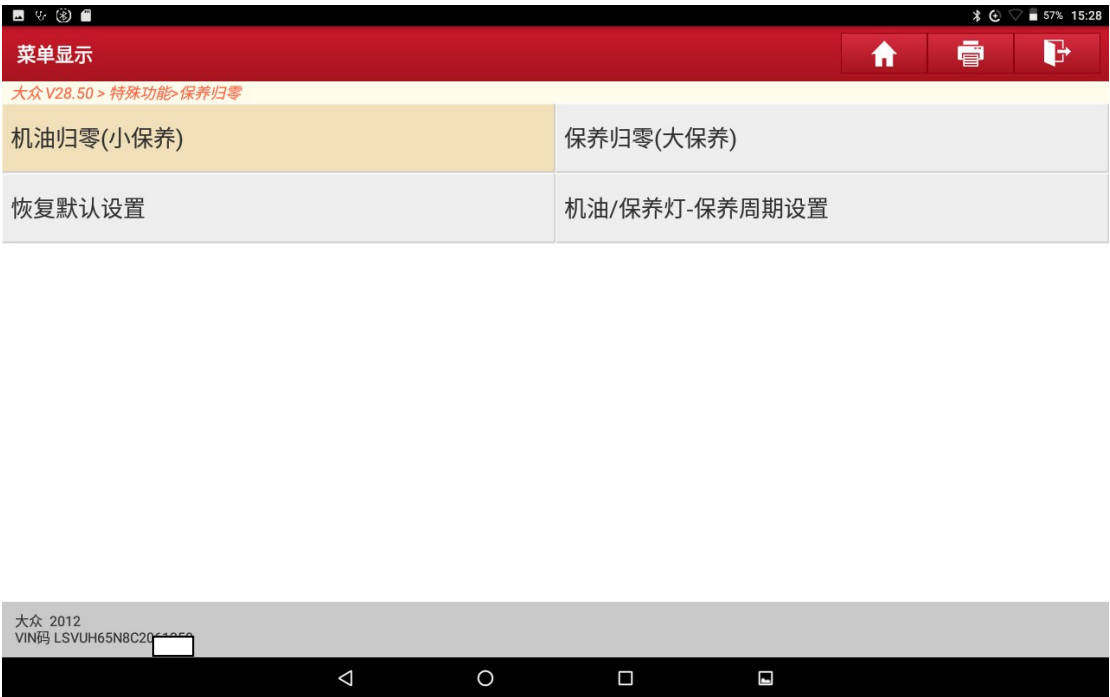 57% 15:28
菜单显示
大众 V28.50 > 特殊功能>保养归零
机油归零(小保养)
保养归零(大保养)
恢复默认设置
机油/保养灯-保养周期设置
大众 2012
VIN码